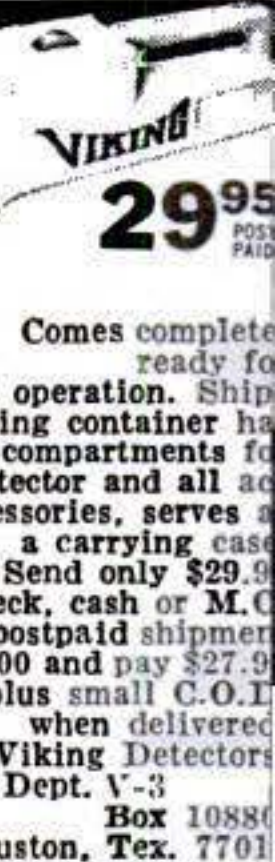 VIKING
29 95
POST
PAID
Comes complete
ready fo
operation. Ship
ing container ha
compartments fo
tector and all ac
essories, serves a
a carrying case
Send only $29.9
eck, cash or M.O
postpaid shipmen
00 and pay $27.9
plus small C.O.D
when delivered
Viking Detectors
Dept. V-3
Box 10880
uston, Tex. 7701